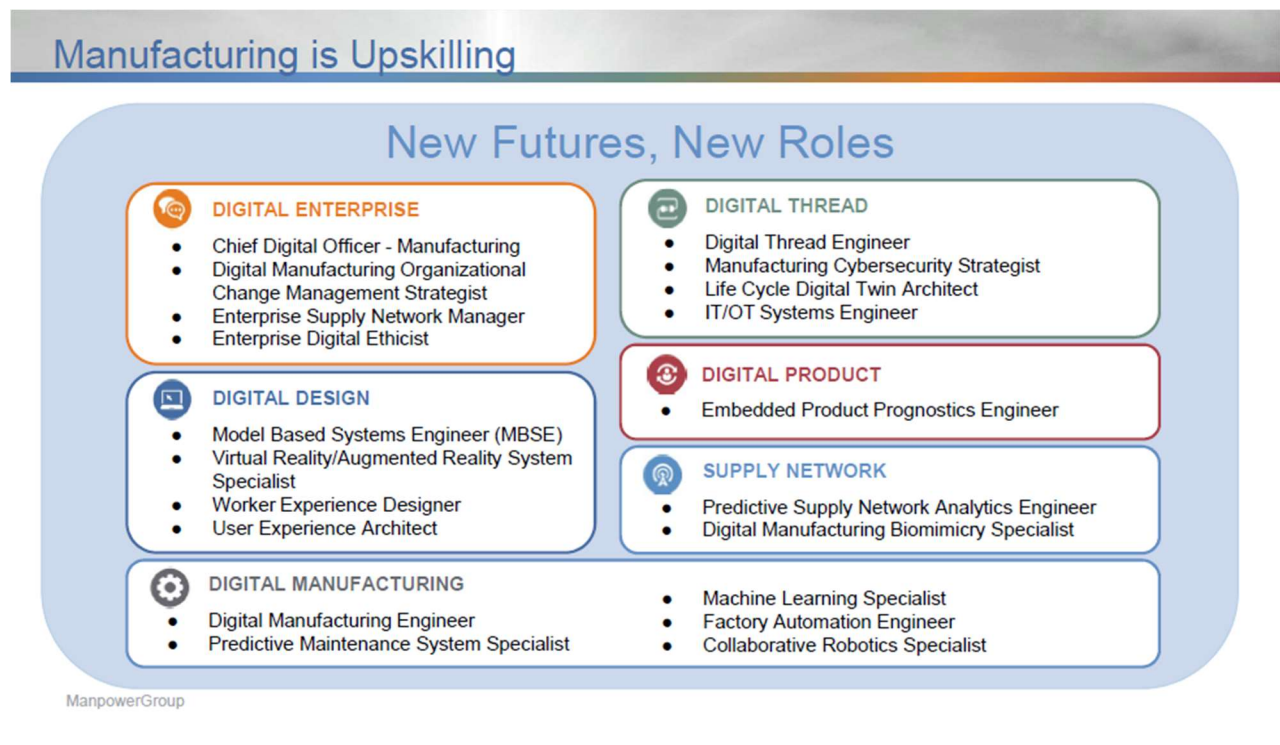 Manufacturing is Upskilling
New Futures, New Roles
DIGITAL ENTERPRISE
● Chief Digital Officer - Manufacturing
● Digital Manufacturing Organizational
Change Management Strategist
● Enterprise Supply Network Manager
● Enterprise Digital Ethicist
DIGITAL DESIGN
● Model Based Systems Engineer (MBSE)
● Virtual Reality/Augmented Reality System
Specialist
● Worker Experience Designer
● User Experience Architect
DIGITAL THREAD
● Digital Thread Engineer
● Manufacturing Cybersecurity Strategist
● Life Cycle Digital Twin Architect
● IT/OT Systems Engineer
DIGITAL PRODUCT
● Embedded Product Prognostics Engineer
SUPPLY NETWORK
● Predictive Supply Network Analytics Engineer
● Digital Manufacturing Biomimicry Specialist
DIGITAL MANUFACTURING
● Digital Manufacturing Engineer
● Predictive Maintenance System Specialist
● Machine Learning Specialist
● Factory Automation Engineer
● Collaborative Robotics Specialist
ManpowerGroup